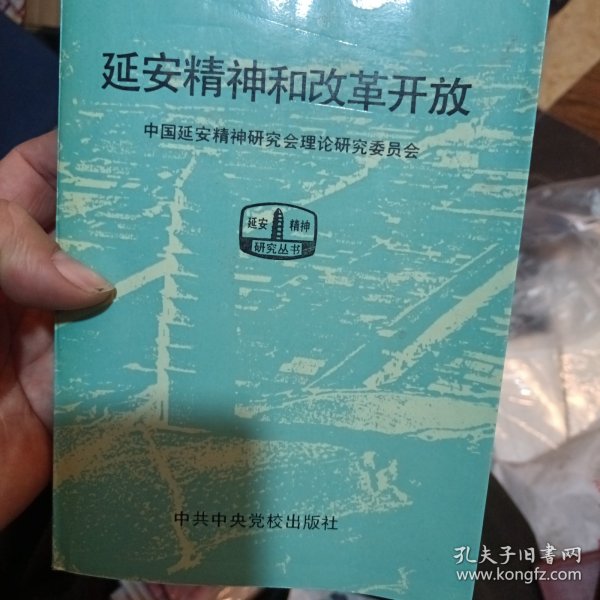 延安精神和改革开放
中国延安精神研究会理论研究委员会
延安 精神
研究丛书
中共中央党校出版社
孔夫子旧书网
www.kongfz.com